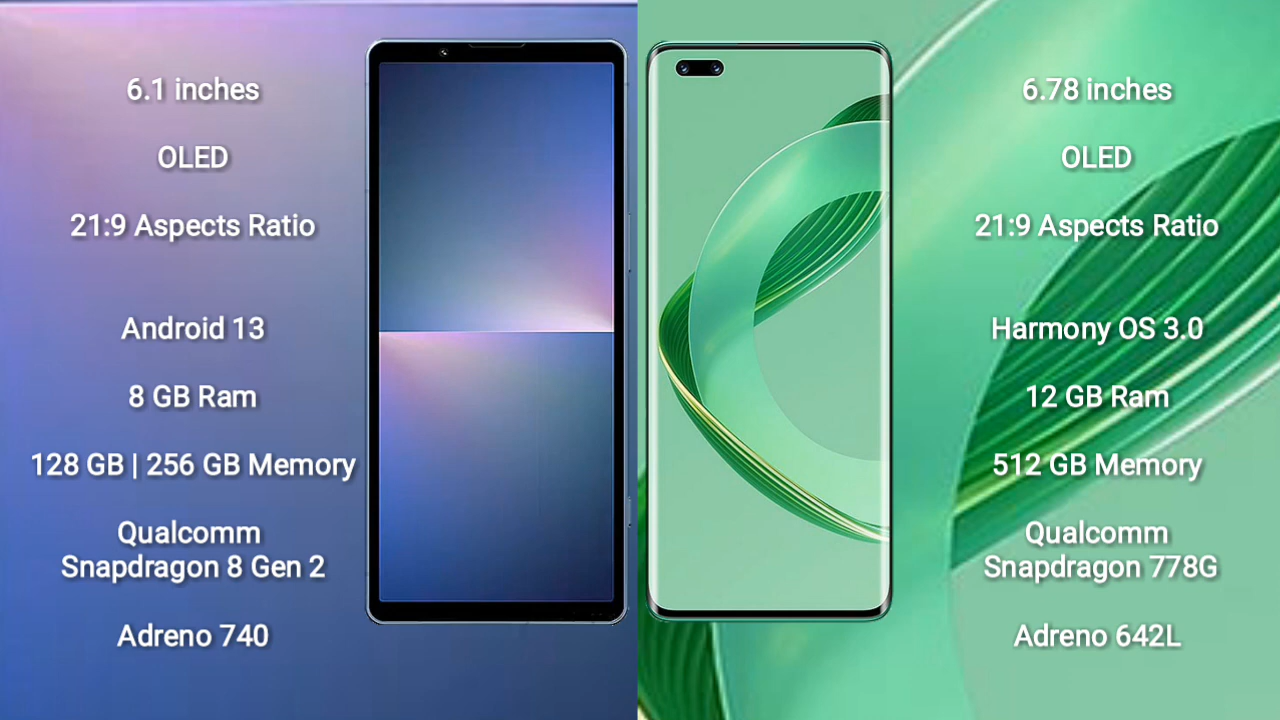 6.1 inches
OLED
21:9 Aspects Ratio
Android 13
8 GB Ram
128 GB | 256 GB Memory
Qualcomm
Snapdragon 8 Gen 2
Adreno 740
6.78 inches
OLED
21:9 Aspects Ratio
Harmony OS 3.0
12 GB Ram
512 GB Memory
Qualcomm
Snapdragon 778G
Adreno 642L